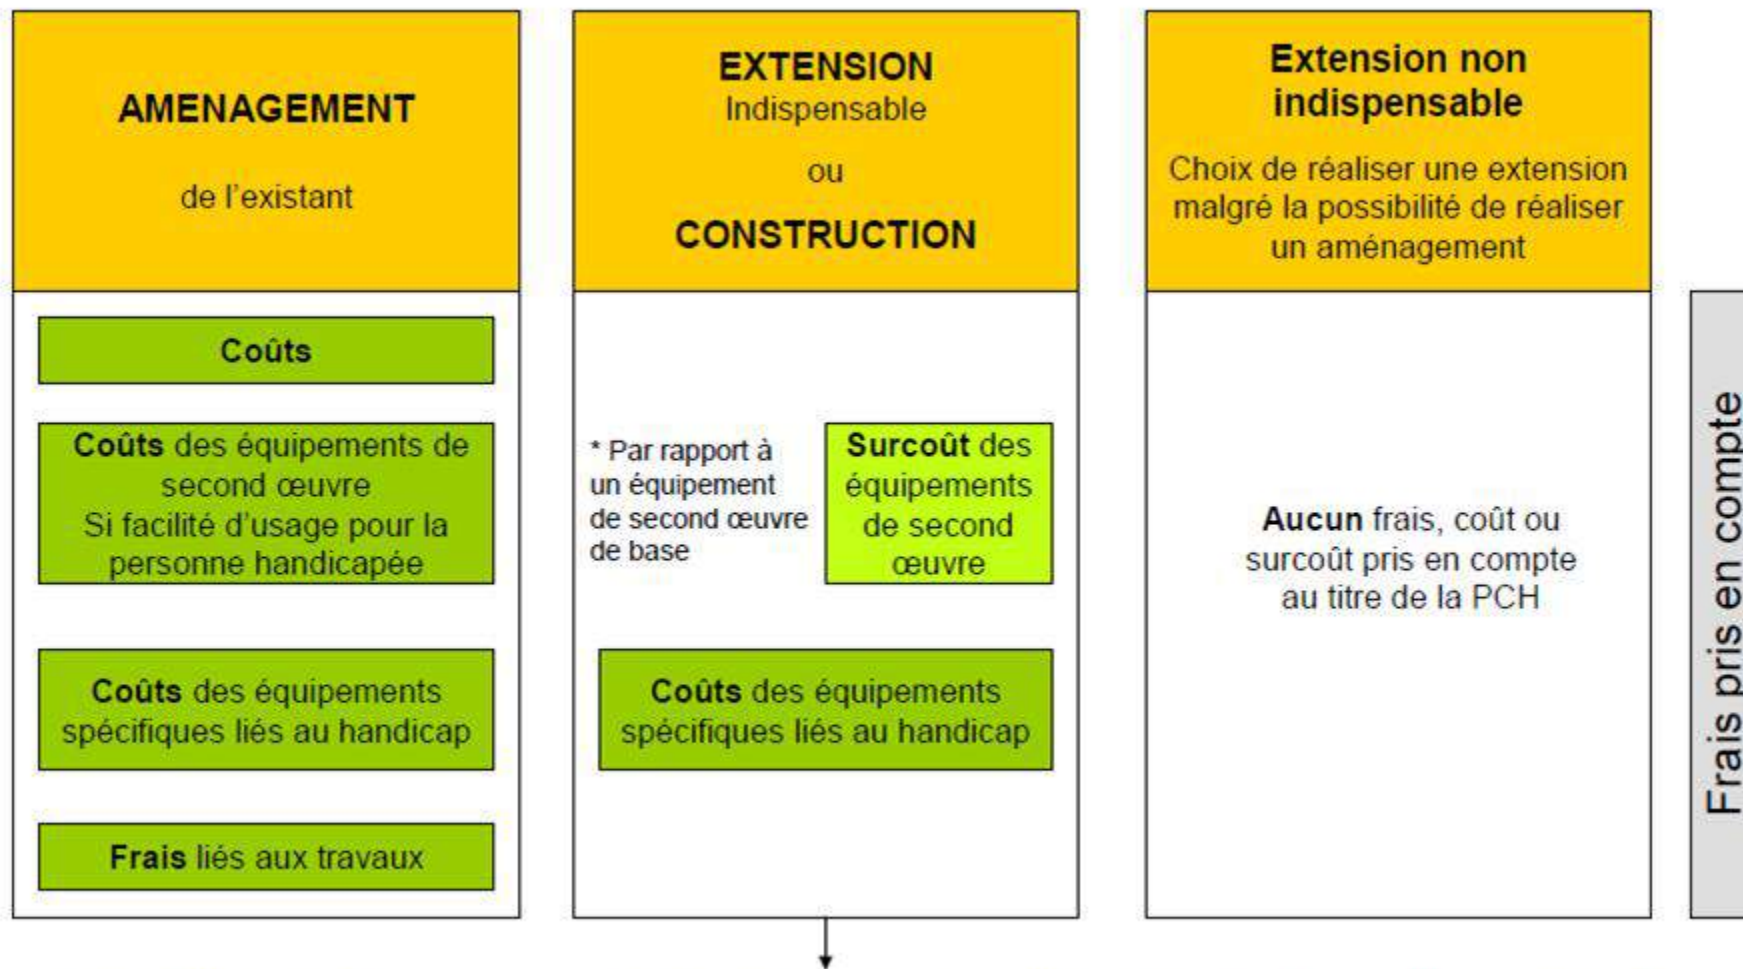 AMENAGEMENT
de l'existant
Coûts
Coûts des équipements de
second œuvre
Si facilité d'usage pour la
personne handicapée
Coûts des équipements
spécifiques liés au handicap
Frais liés aux travaux
EXTENSION
Indispensable
ou
CONSTRUCTION
* Par rapport à
un équipement
de second œuvre
de base
Surcoût des
équipements
de second
œuvre
Coûts des équipements
spécifiques liés au handicap
Extension non
indispensable
Choix de réaliser une extension
malgré la possibilité de réaliser
un aménagement
Aucun frais, coût ou
surcoût pris en compte
au titre de la PCH
Frais pris en compte